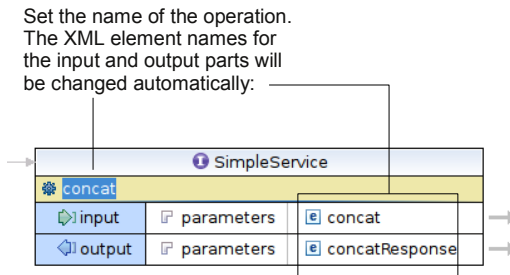 Set the name of the operation.
The XML element names for
the input and output parts will
be changed automatically:
SimpleService
concat
input parameters concat
output parameters concatResponse